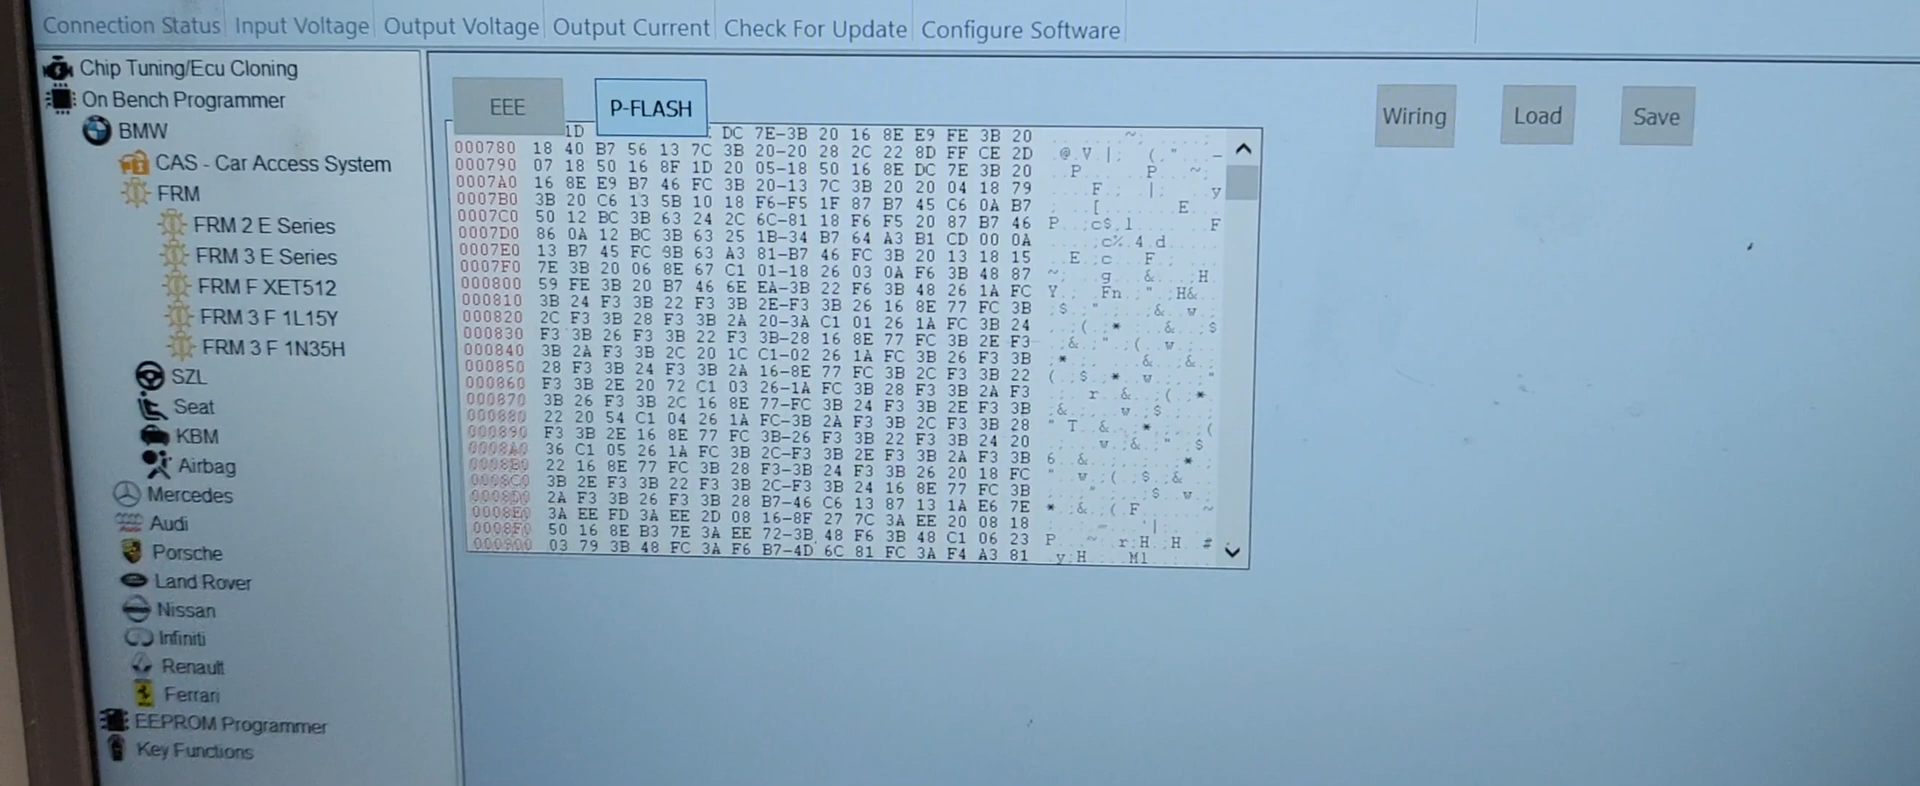 Connection Status Input Voltage Output Voltage Output Current Check For Update Configure Software
Chip Tuning/Ecu Cloning
On Bench Programmer
BMW
CAS - Car Access System
FRM
FRM 2 E Series
FRM 3 E Series
FRM F XET512
FRM 3 F 1L15Y
FRM 3 F 1N35H
SZL
Seat
KBM
Airbag
Mercedes
Audi
Porsche
Land Rover
Nissan
Infiniti
Renault
Ferrari
EEPROM Programmer
Key Functions
EEE P-FLASH Wiring Load Save
1D DC 7E-3B 20 16 8E E9 FE 3B 20
000780 18 40 B7 56 13 7C 3B 20-20 28 2C 22 8D FF CE 2D
000790 07 18 50 16 8F 1D 20 05-18 50 16 8E DC 7E 3B 20
0007A0 16 8E E9 B7 46 FC 3B 20-13 7C 3B 20 20 04 18 79
0007B0 3B 20 C6 13 5B 10 18 F6-F5 1F 87 B7 45 C6 0A B7
0007C0 50 12 BC 3B 63 24 2C 6C-81 18 F6 F5 20 87 B7 46
0007D0 86 0A 12 BC 3B 63 25 1B-34 B7 64 A3 B1 CD 00 0A
0007E0 13 B7 45 FC 9B 63 A3 81-B7 46 FC 3B 20 13 18 15
0007F0 7E 3B 20 06 8E 67 C1 01-18 26 03 0A F6 3B 48 87
000800 59 FE 3B 20 B7 46 6E EA-3B 22 F6 3B 48 26 1A FC
000810 3B 24 F3 3B 22 F3 3B 2E-F3 3B 26 16 8E 77 FC 3B
000820 2C F3 3B 28 F3 3B 2A 20-3A C1 01 26 1A FC 3B 24
000830 F3 3B 26 F3 3B 22 F3 3B-28 16 8E 77 FC 3B 2E F3
000840 3B 2A F3 3B 2C 20 1C C1-02 26 1A FC 3B 26 F3 3B
000850 28 F3 3B 24 F3 3B 2A 16-8E 77 FC 3B 2C F3 3B 22
000860 F3 3B 2E 20 72 C1 03 26-1A FC 3B 28 F3 3B 2A F3
000870 3B 26 F3 3B 2C 16 8E 77-FC 3B 24 F3 3B 2E F3 3B
000880 22 20 54 C1 04 26 1A FC-3B 2A F3 3B 2C F3 3B 28
000890 F3 3B 2E 16 8E 77 FC 3B-26 F3 3B 22 F3 3B 24 20
0008A0 36 C1 05 26 1A FC 3B 2C-F3 3B 2E F3 3B 2A F3 3B
0008B0 22 16 8E 77 FC 3B 28 F3-3B 24 F3 3B 26 20 18 FC
0008C0 3B 2E F3 3B 22 F3 3B 2C-F3 3B 24 16 8E 77 FC 3B
0008D0 2A F3 3B 26 F3 3B 28 B7-46 C6 13 87 13 1A E6 7E
0008E0 3A EE FD 3A EE 2D 08 16-8F 27 7C 3A EE 20 08 18
0008F0 50 16 8E B3 7E 3A EE 72-3B 48 F6 3B 48 C1 06 23
000900 03 79 3B 48 FC 3A F6 B7-4D 6C 81 FC 3A F4 A3 81